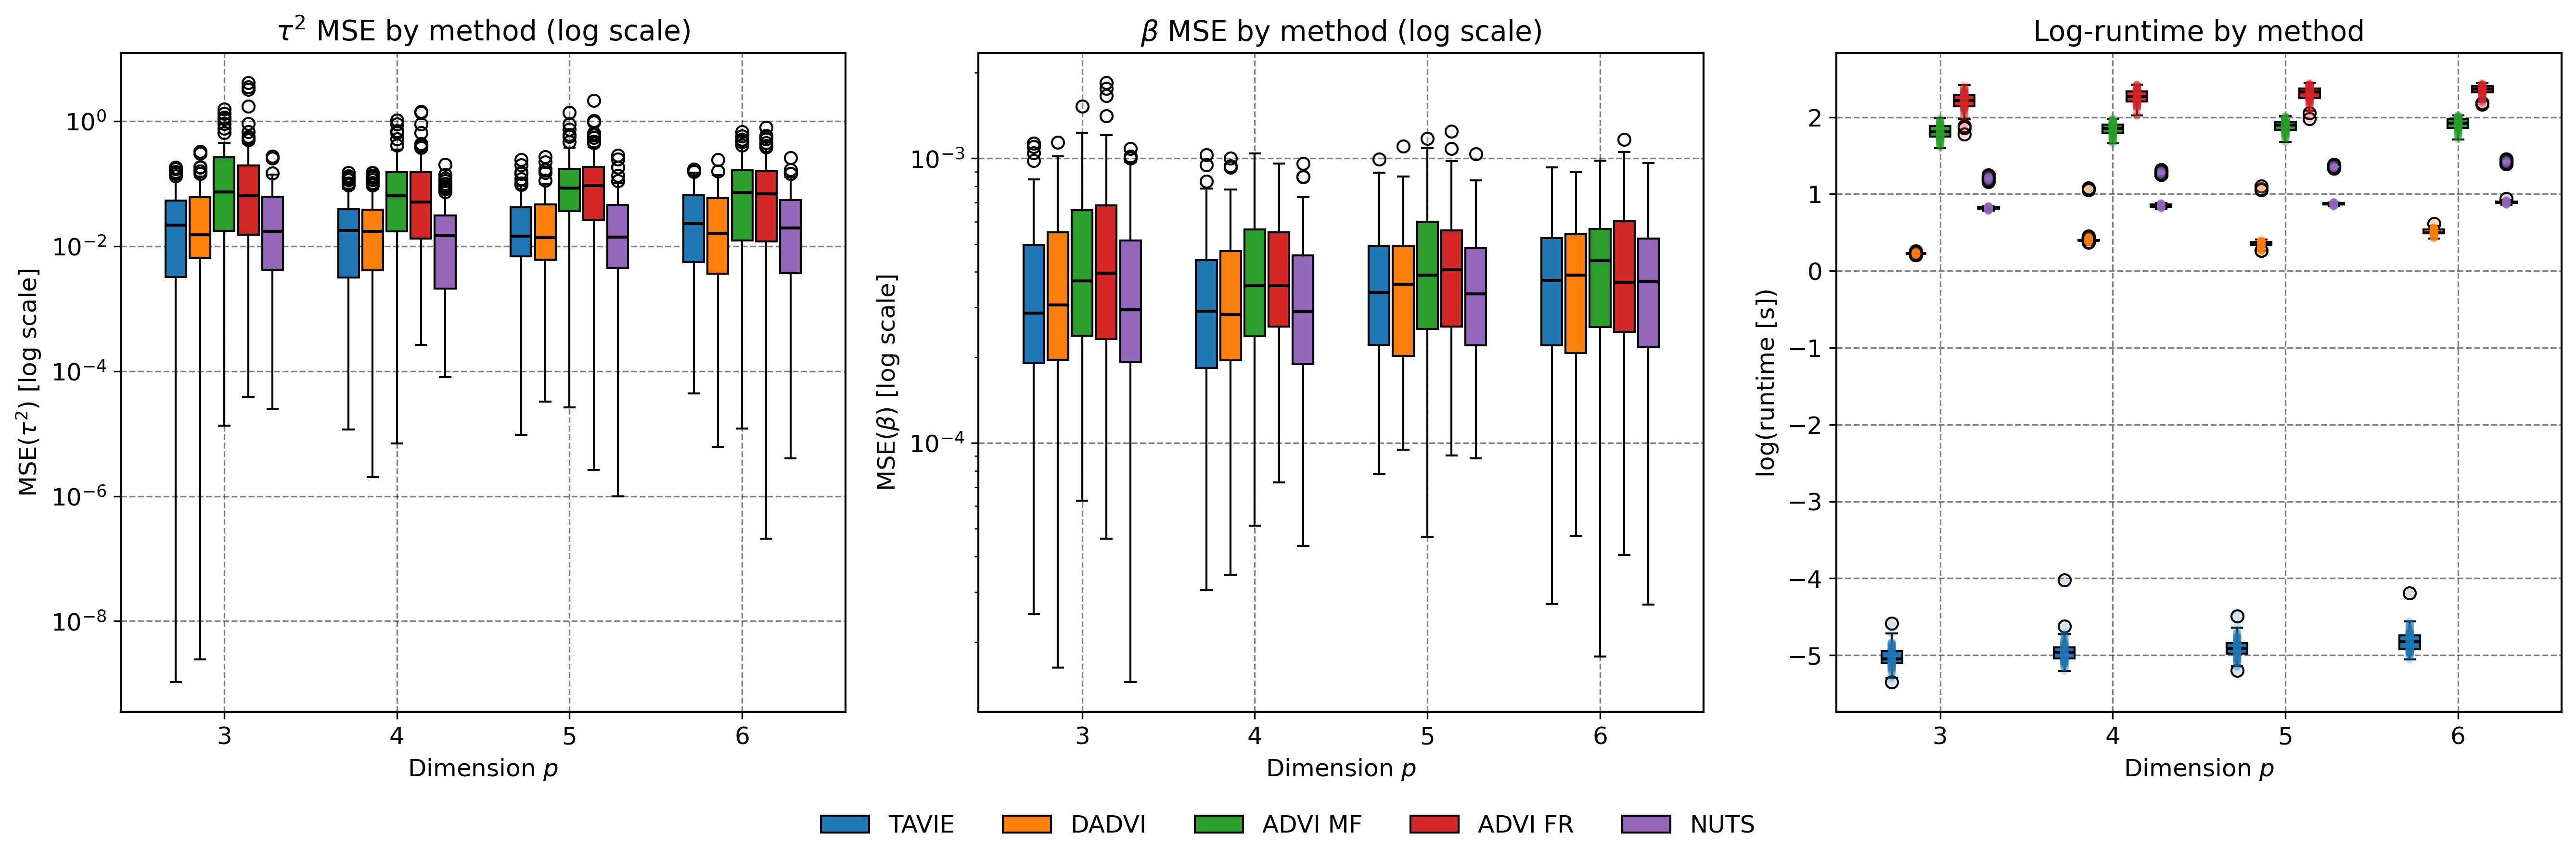 τ² MSE by method (log scale)
MSE(τ²) [log scale]
10⁰
10⁻²
10⁻⁴
10⁻⁶
10⁻⁸
3 4 5 6
Dimension p
β MSE by method (log scale)
MSE(β) [log scale]
10⁻³
10⁻⁴
3 4 5 6
Dimension p
Log-runtime by method
log(runtime [s])
2
1
0
−1
−2
−3
−4
−5
3 4 5 6
Dimension p
TAVIE DADVI ADVI MF ADVI FR NUTS